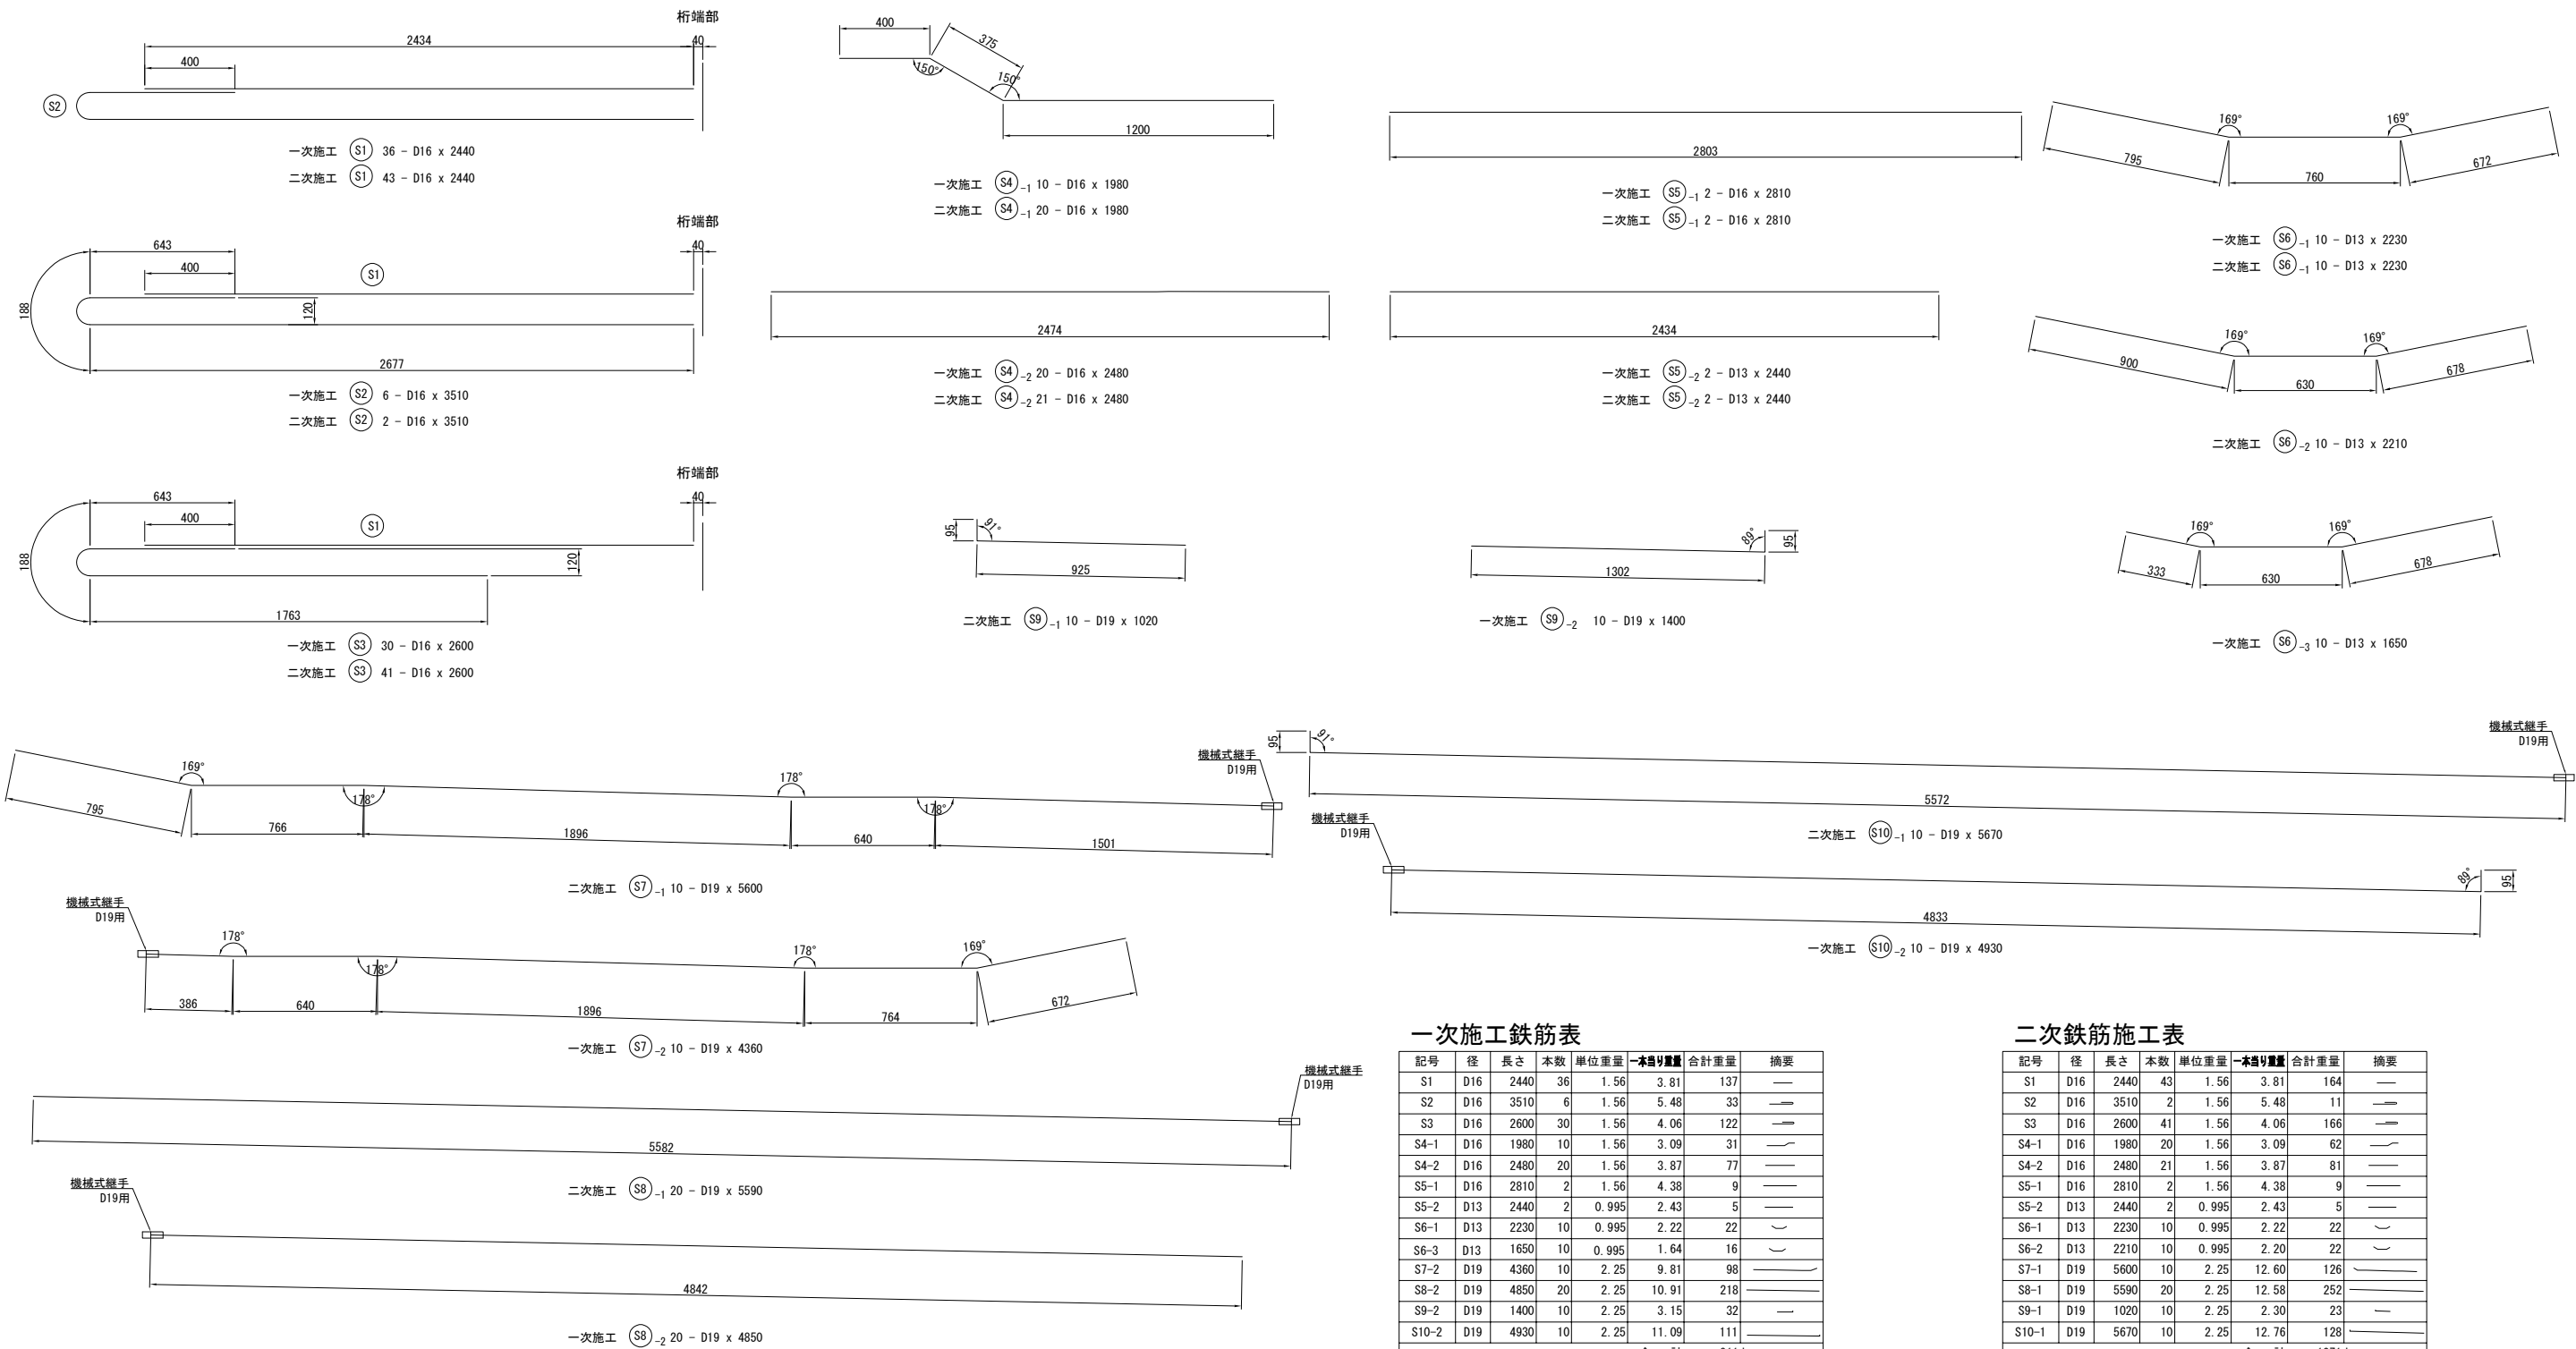 桁端部
2434
40
400
S2
一次施工 S1 36 - D16 x 2440
二次施工 S1 43 - D16 x 2440
400
375
150°
150°
1200
一次施工 S4-1 10 - D16 x 1980
二次施工 S4-1 20 - D16 x 1980
2803
一次施工 S5-1 2 - D16 x 2810
二次施工 S5-1 2 - D16 x 2810
169°
169°
795
760
672
一次施工 S6-1 10 - D13 x 2230
二次施工 S6-1 10 - D13 x 2230
桁端部
643
40
400
S1
188
120
2677
一次施工 S2 6 - D16 x 3510
二次施工 S2 2 - D16 x 3510
2474
一次施工 S4-2 20 - D16 x 2480
二次施工 S4-2 21 - D16 x 2480
2434
一次施工 S5-2 2 - D13 x 2440
二次施工 S5-2 2 - D13 x 2440
169°
169°
900
630
678
二次施工 S6-2 10 - D13 x 2210
桁端部
643
40
400
S1
188
120
1763
一次施工 S3 30 - D16 x 2600
二次施工 S3 41 - D16 x 2600
95
91°
925
二次施工 S9-1 10 - D19 x 1020
89°
95
1302
一次施工 S9-2 10 - D19 x 1400
169°
169°
333
630
678
一次施工 S6-3 10 - D13 x 1650
169°
178°
178°
178°
機械式継手
D19用
795
766
1896
640
1501
二次施工 S7-1 10 - D19 x 5600
95
91°
機械式継手
D19用
5572
二次施工 S10-1 10 - D19 x 5670
機械式継手
D19用
89°
95
4833
一次施工 S10-2 10 - D19 x 4930
機械式継手
D19用
178°
178°
178°
169°
386
640
1896
764
672
一次施工 S7-2 10 - D19 x 4360
機械式継手
D19用
5582
二次施工 S8-1 20 - D19 x 5590
機械式継手
D19用
4842
一次施工 S8-2 20 - D19 x 4850
一次施工鉄筋表
記号 径 長さ 本数 単位重量 一本当り重量 合計重量 摘要
S1 D16 2440 36 1.56 3.81 137
S2 D16 3510 6 1.56 5.48 33
S3 D16 2600 30 1.56 4.06 122
S4-1 D16 1980 10 1.56 3.09 31
S4-2 D16 2480 20 1.56 3.87 77
S5-1 D16 2810 2 1.56 4.38 9
S5-2 D13 2440 2 0.995 2.43 5
S6-1 D13 2230 10 0.995 2.22 22
S6-3 D13 1650 10 0.995 1.64 16
S7-2 D19 4360 10 2.25 9.81 98
S8-2 D19 4850 20 2.25 10.91 218
S9-2 D19 1400 10 2.25 3.15 32
S10-2 D19 4930 10 2.25 11.09 111
二次鉄筋施工表
記号 径 長さ 本数 単位重量 一本当り重量 合計重量 摘要
S1 D16 2440 43 1.56 3.81 164
S2 D16 3510 2 1.56 5.48 11
S3 D16 2600 41 1.56 4.06 166
S4-1 D16 1980 20 1.56 3.09 62
S4-2 D16 2480 21 1.56 3.87 81
S5-1 D16 2810 2 1.56 4.38 9
S5-2 D13 2440 2 0.995 2.43 5
S6-1 D13 2230 10 0.995 2.22 22
S6-2 D13 2210 10 0.995 2.20 22
S7-1 D19 5600 10 2.25 12.60 126
S8-1 D19 5590 20 2.25 12.58 252
S9-1 D19 1020 10 2.25 2.30 23
S10-1 D19 5670 10 2.25 12.76 128